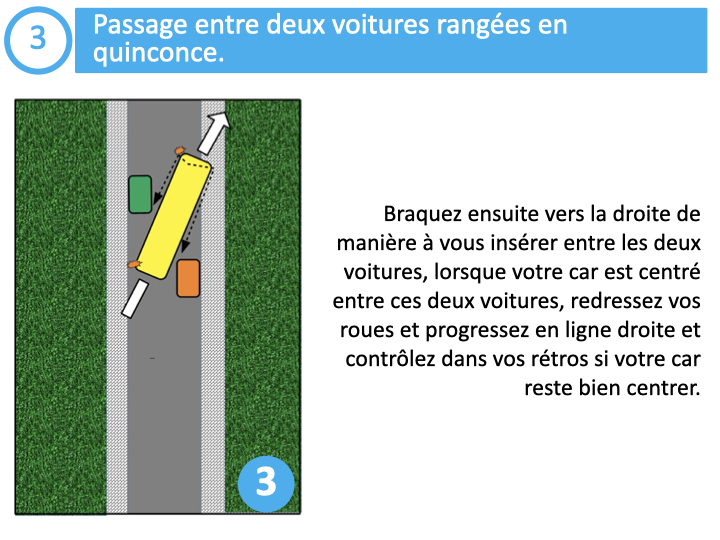 3
Passage entre deux voitures rangées en
quinconce.
Braquez ensuite vers la droite de
manière à vous insérer entre les deux
voitures, lorsque votre car est centré
entre ces deux voitures, redressez vos
roues et progressez en ligne droite et
contrôlez dans vos rétros si votre car
reste bien centrer.
3